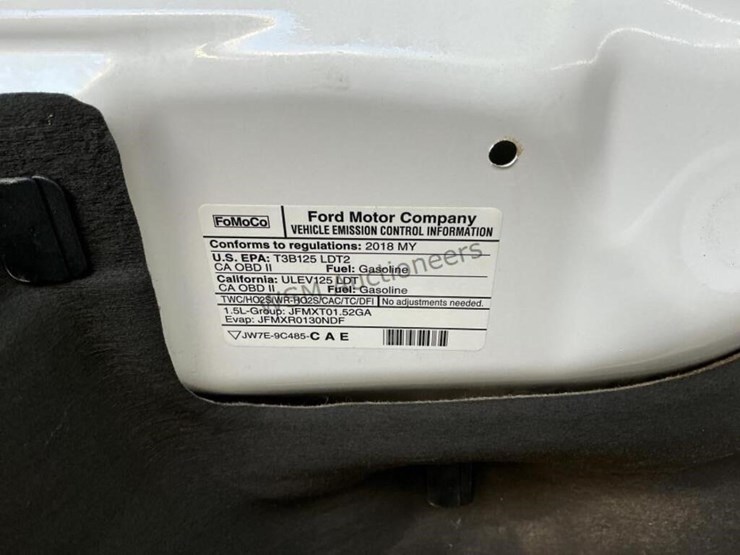 FoMoCo
Ford Motor Company
VEHICLE EMISSION CONTROL INFORMATION
Conforms to regulations: 2018 MY
U.S. EPA: T3B125 LDT2
CA OBD II Fuel: Gasoline
California: ULEV125 LDT
CA OBD II Fuel: Gasoline
TWC/HO2S/WR-HO2S/CAC/TC/DFI No adjustments needed.
1.5L-Group: JFMXT01.52GA
Evap: JFMXR0130NDF
JW7E-9C485-C A E
Auctioneers